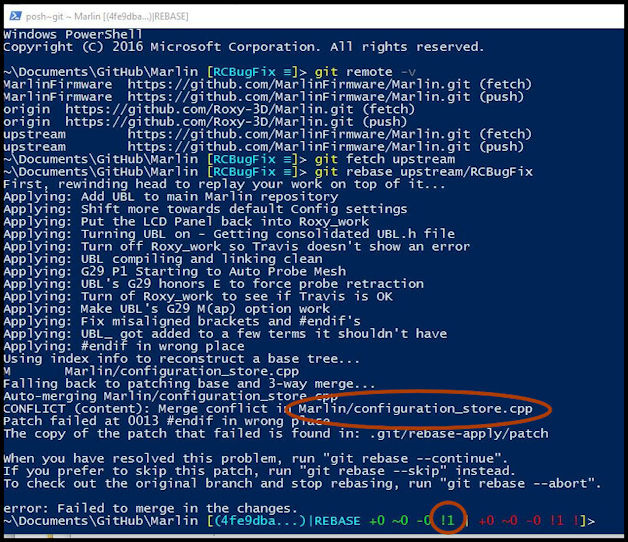 posh~git ~ Marlin [(4fe9dba...)|REBASE]
Windows PowerShell
Copyright (C) 2016 Microsoft Corporation. All rights reserved.
~\Documents\GitHub\Marlin [RCBugFix ≡]> git remote -v
MarlinFirmware  https://github.com/MarlinFirmware/Marlin.git (fetch)
MarlinFirmware  https://github.com/MarlinFirmware/Marlin.git (push)
origin  https://github.com/Roxy-3D/Marlin.git (fetch)
origin  https://github.com/Roxy-3D/Marlin.git (push)
upstream        https://github.com/MarlinFirmware/Marlin.git (fetch)
upstream        https://github.com/MarlinFirmware/Marlin.git (push)
~\Documents\GitHub\Marlin [RCBugFix ≡]> git fetch upstream
~\Documents\GitHub\Marlin [RCBugFix ≡]> git rebase upstream/RCBugFix
First, rewinding head to replay your work on top of it...
Applying: Add UBL to main Marlin repository
Applying: Shift more towards default Config settings
Applying: Put the LCD Panel back into Roxy_work
Applying: Turning UBL on - Getting consolidated UBL.h file
Applying: Turn off Roxy_work so Travis doesn't show an error
Applying: UBL compiling and linking clean
Applying: G29 P1 Starting to Auto Probe Mesh
Applying: UBL's G29 honors E to force probe retraction
Applying: Turn of Roxy_work to see if Travis is OK
Applying: Make UBL's G29 M(ap) option work
Applying: Fix misaligned brackets and #endif's
Applying: UBL_ got added to a few terms it shouldn't have
Applying: #endif in wrong place
Using index info to reconstruct a base tree...
M       Marlin/configuration_store.cpp
Falling back to patching base and 3-way merge...
Auto-merging Marlin/configuration_store.cpp
CONFLICT (content): Merge conflict in Marlin/configuration_store.cpp
Patch failed at 0013 #endif in wrong place
The copy of the patch that failed is found in: .git/rebase-apply/patch
When you have resolved this problem, run "git rebase --continue".
If you prefer to skip this patch, run "git rebase --skip" instead.
To check out the original branch and stop rebasing, run "git rebase --abort".
error: Failed to merge in the changes.
~\Documents\GitHub\Marlin [(4fe9dba...)|REBASE +0 ~0 -0 !1 | +0 ~0 -0 !1 !]>